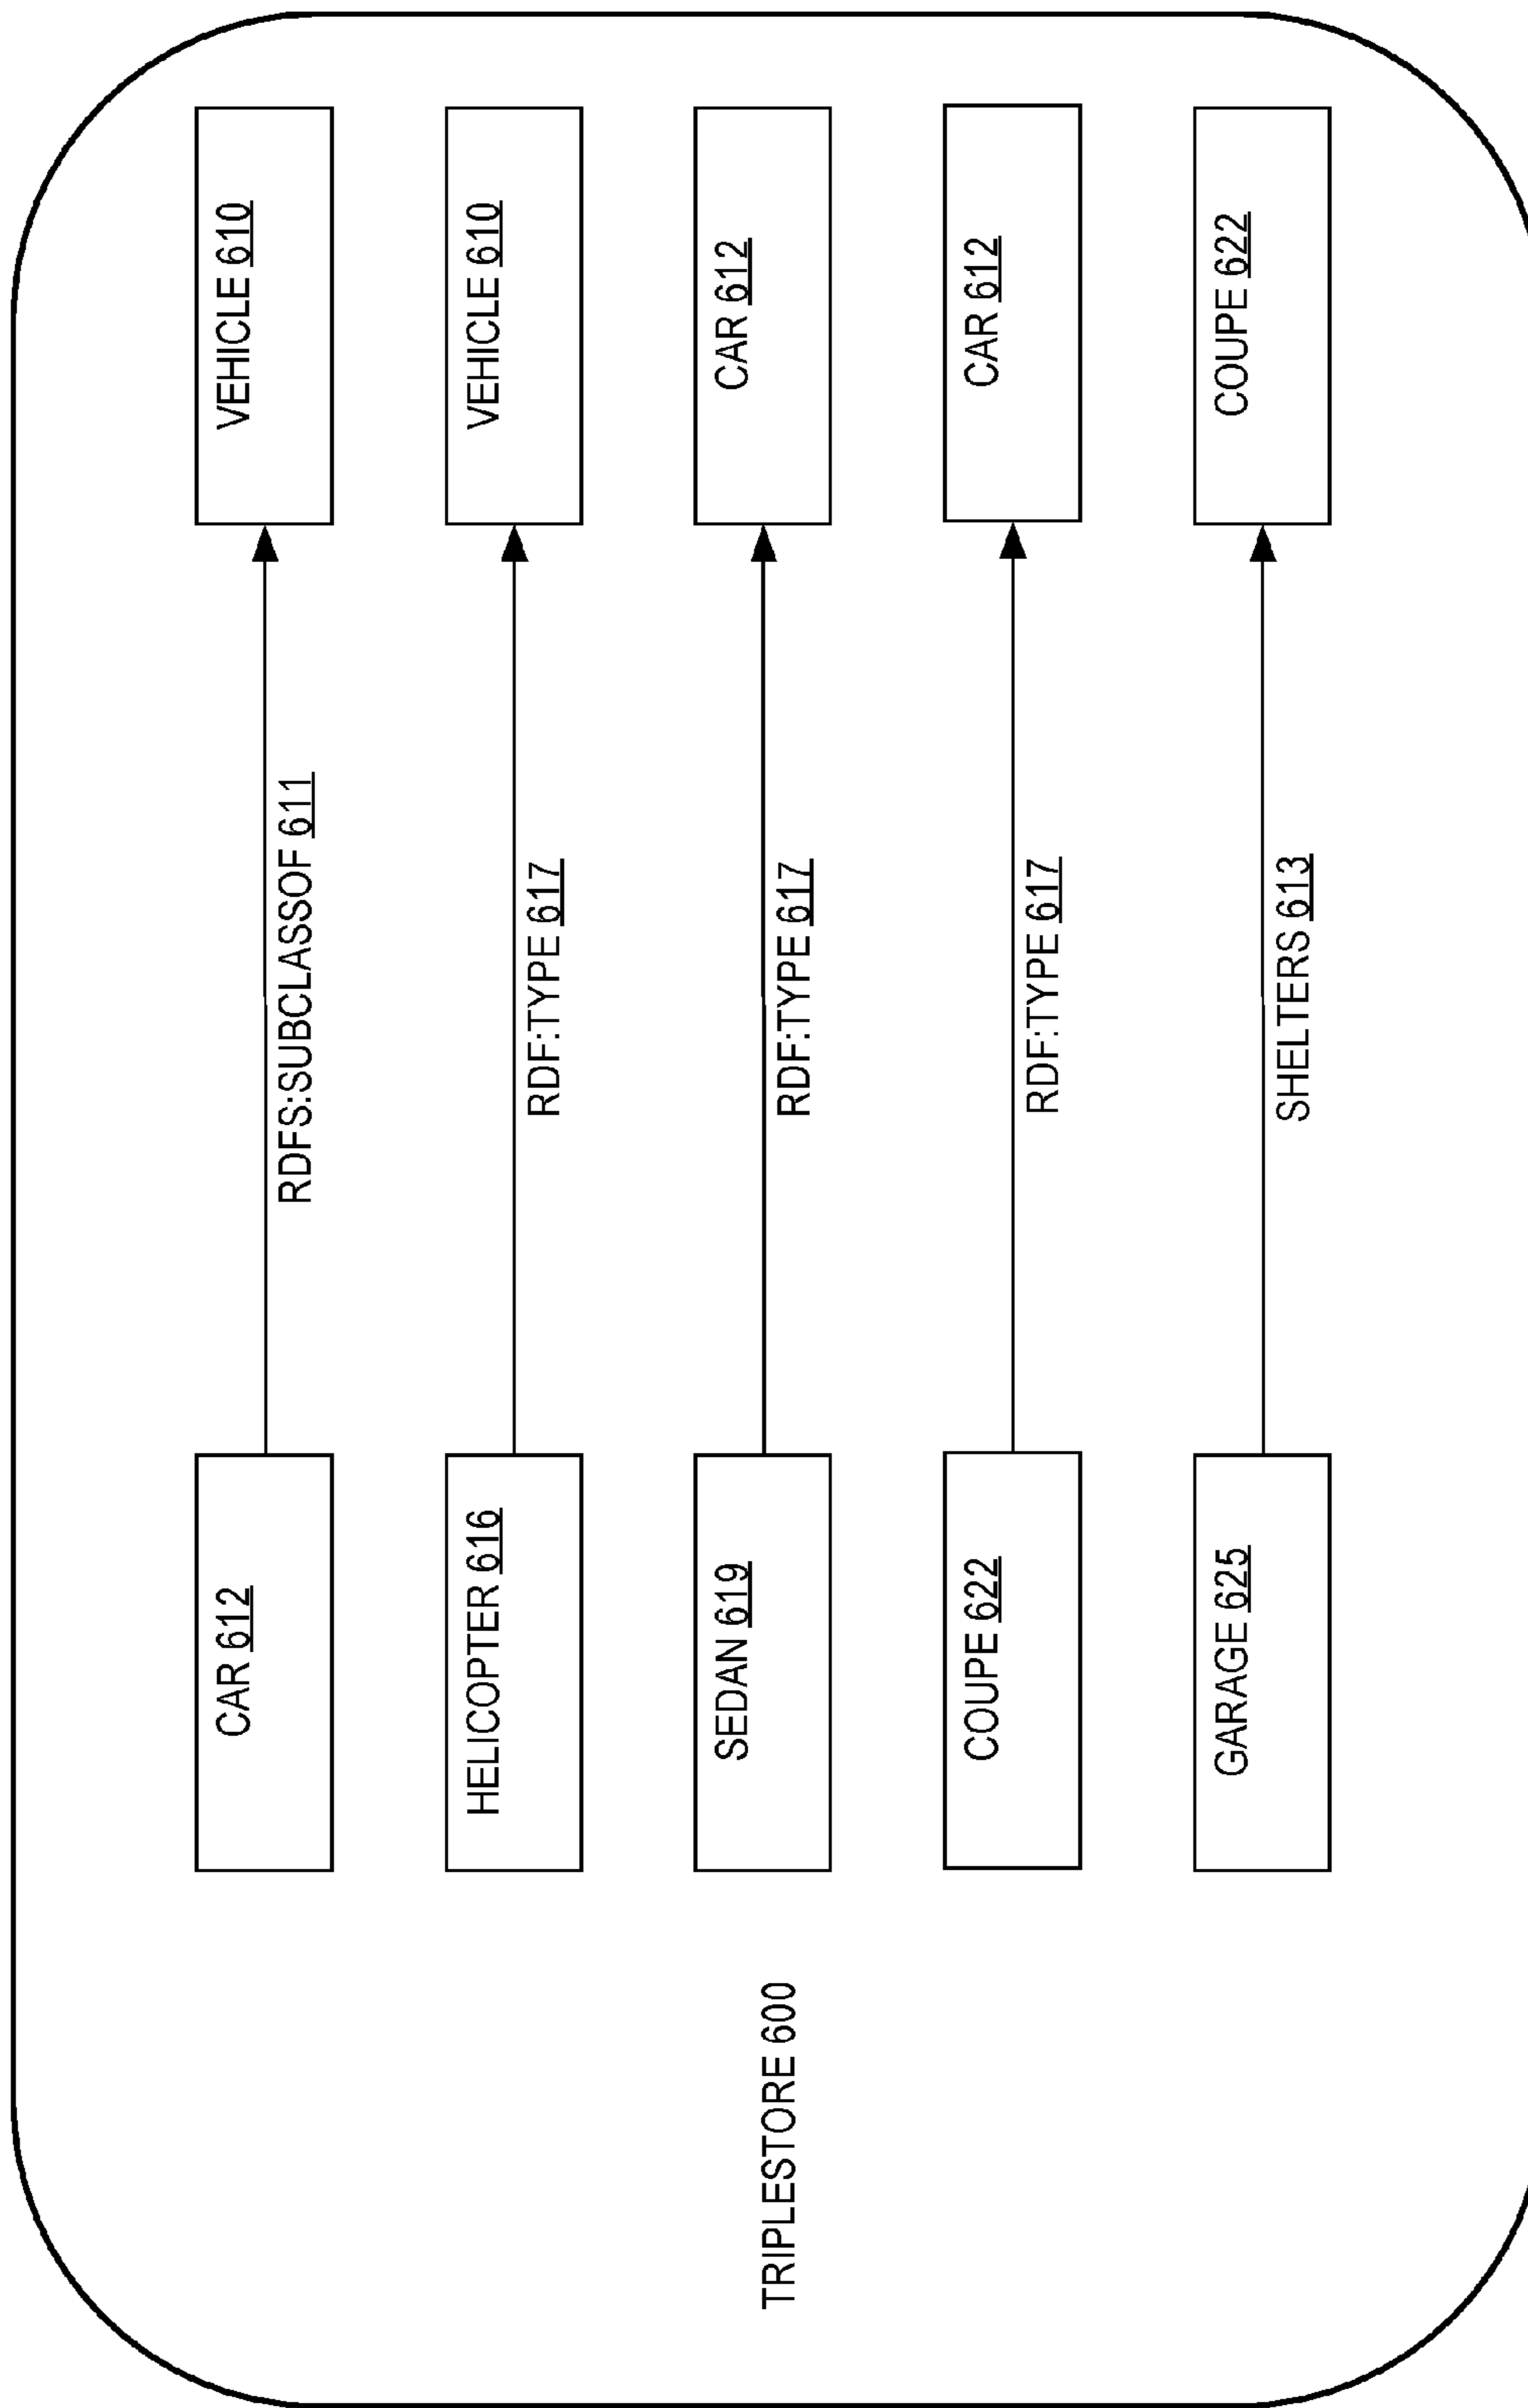 TRIPLESTORE 600
CAR 612
RDFS:SUBCLASSOF 611
VEHICLE 610
HELICOPTER 616
RDF:TYPE 617
VEHICLE 610
SEDAN 619
RDF:TYPE 617
CAR 612
COUPE 622
RDF:TYPE 617
CAR 612
GARAGE 625
SHELTERS 613
COUPE 622